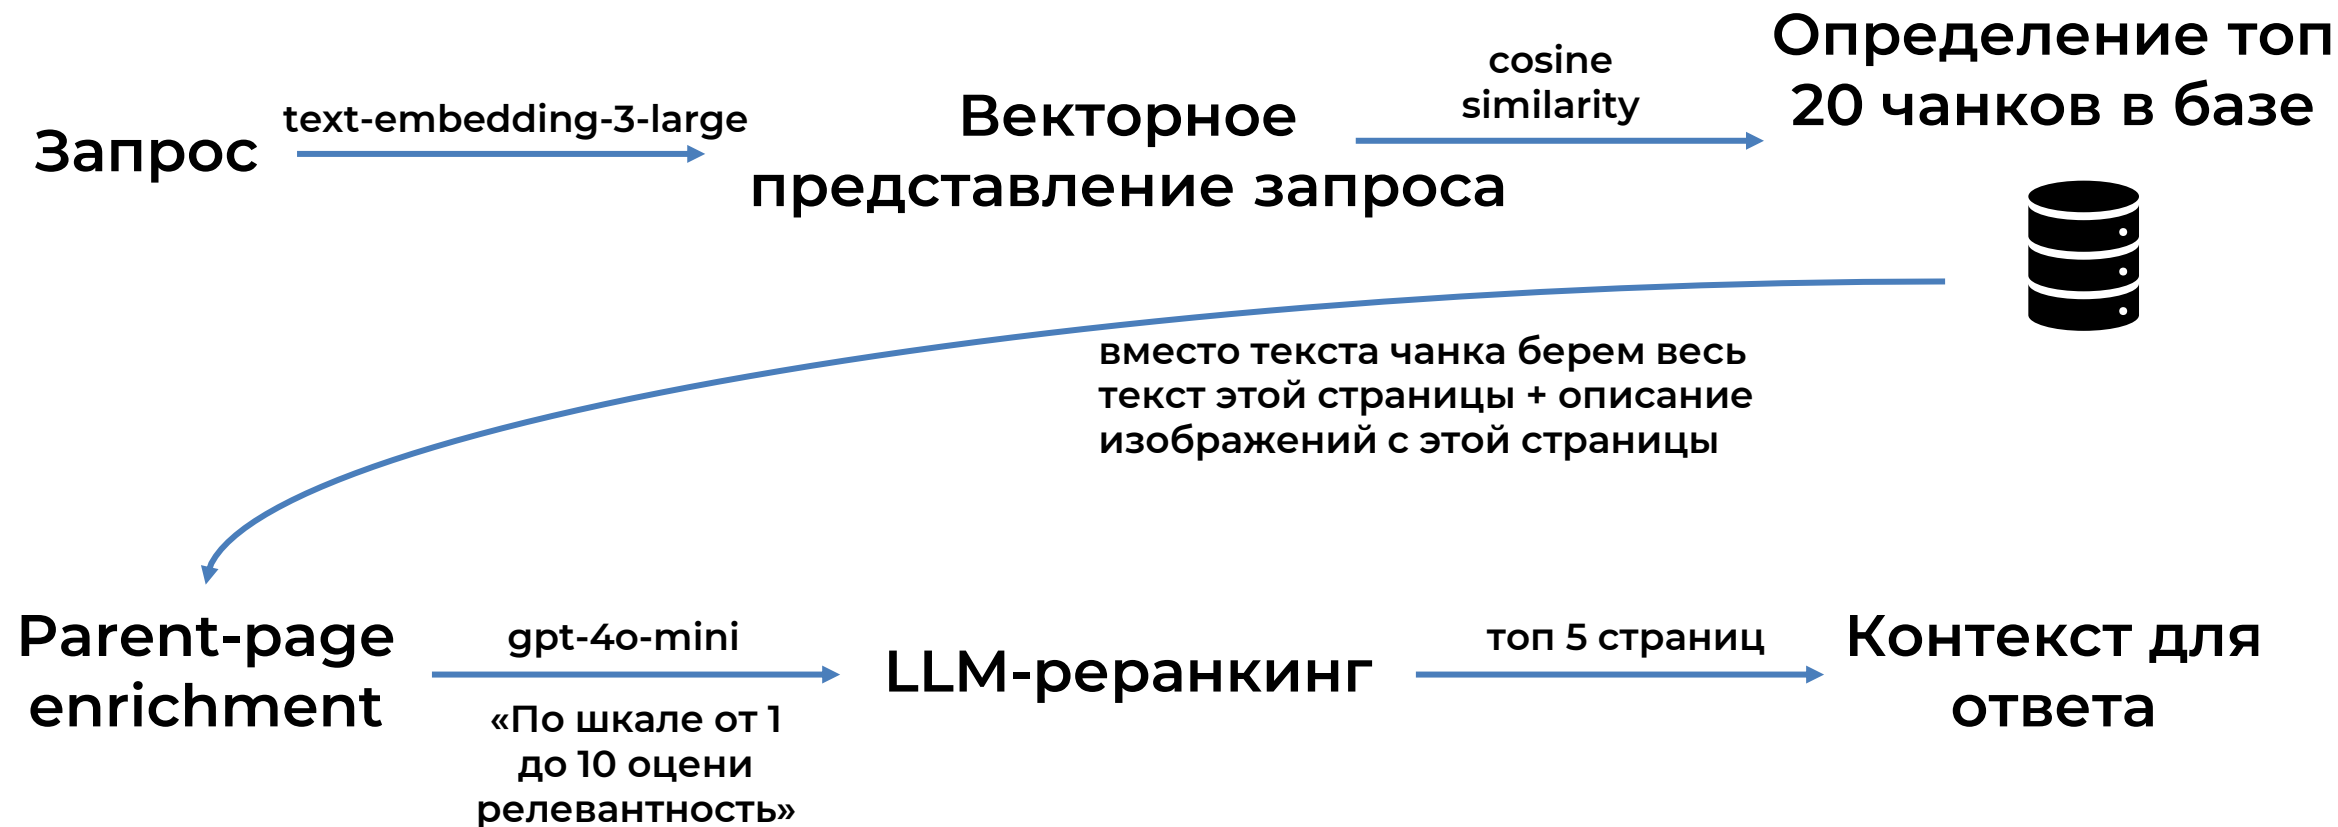 Запрос
text-embedding-3-large
Векторное
представление запроса
cosine
similarity
Определение топ
20 чанков в базе
вместо текста чанка берем весь
текст этой страницы + описание
изображений с этой страницы
Parent-page
enrichment
gpt-4o-mini
«По шкале от 1
до 10 оцени
релевантность»
LLM-реранкинг
топ 5 страниц
Контекст для
ответа